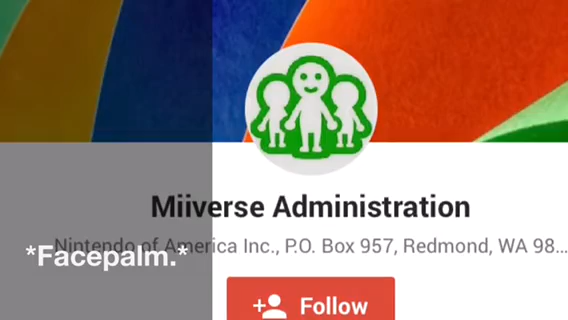 Miiverse Administration
Nintendo of America Inc., P.O. Box 957, Redmond, WA 98...
*Facepalm.*
Follow